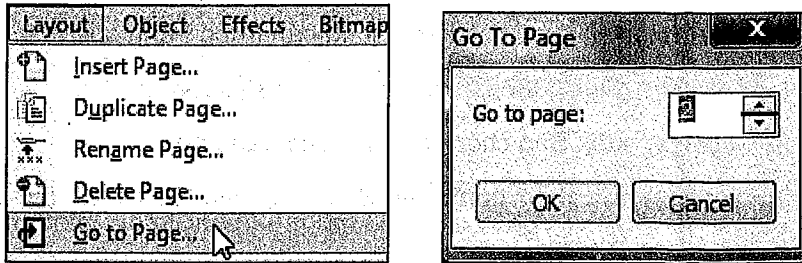 Layout Object Effects Bitmap
Insert Page...
Duplicate Page...
Rename Page...
Delete Page...
Go to Page...
Go To Page
X
Go to page:
OK Cancel